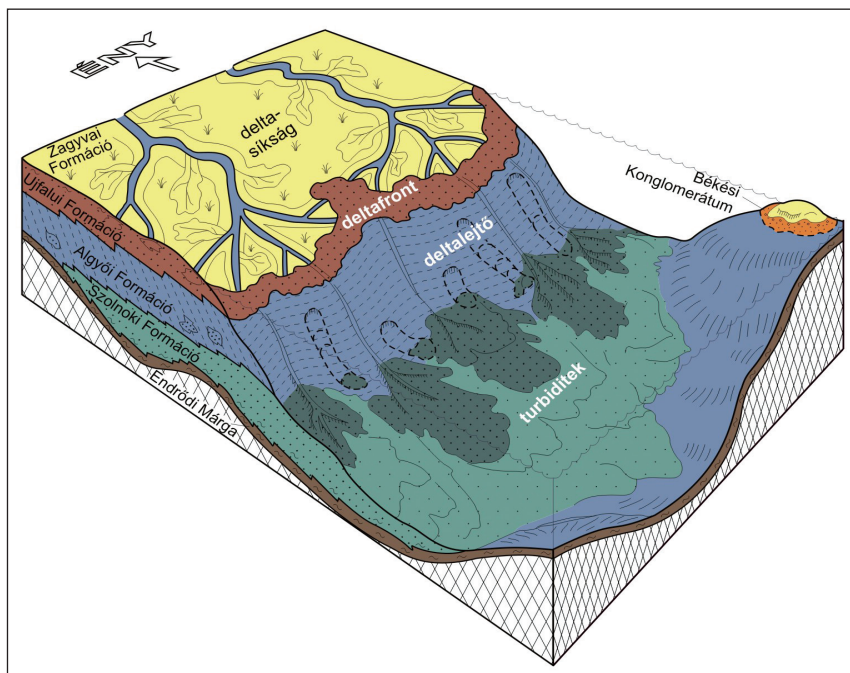 ÉNY
Zagyvai
Formáció
delta-
síkság
Újfalui Formáció
deltafront
Algyői Formáció
deltalejtő
Szolnoki Formáció
turbiditek
Endrődi Márga
Békési
Konglomerátum